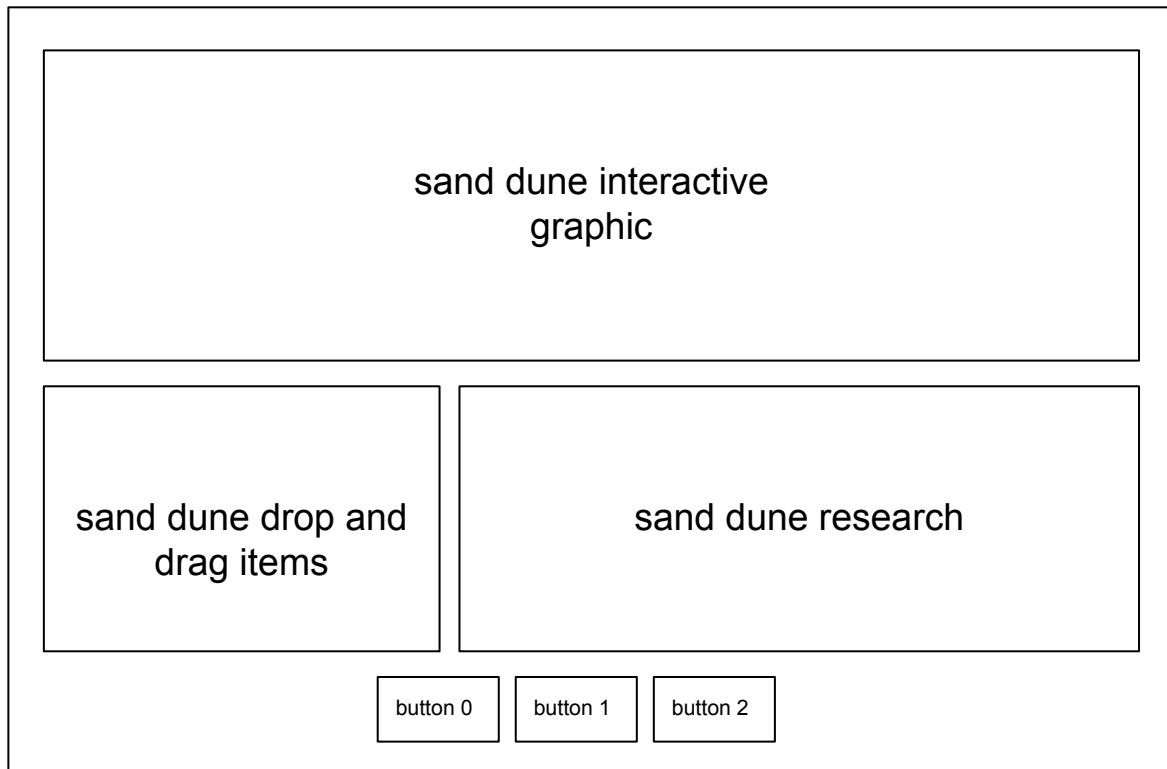 sand dune interactive
graphic
sand dune drop and
drag items
sand dune research
button 0
button 1
button 2